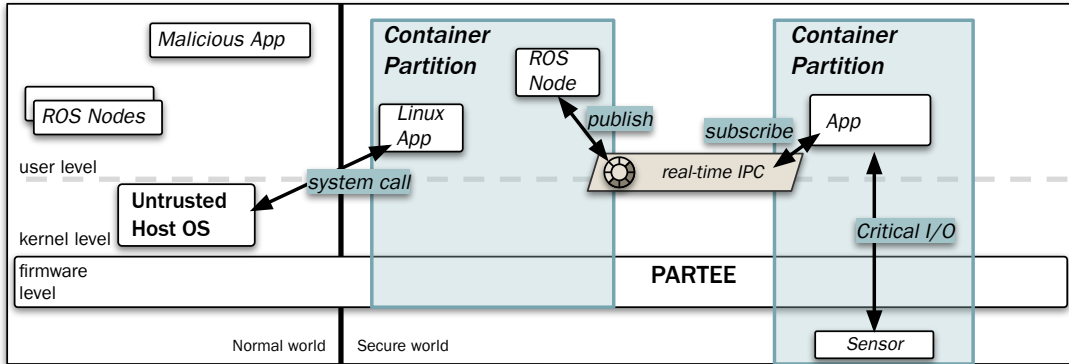 Malicious App
ROS Nodes
user level
kernel level
Untrusted
Host OS
firmware
level
Normal world
Secure world
system call
Container
Partition
Linux
App
ROS
Node
publish
real-time IPC
subscribe
Container
Partition
App
Critical I/O
PARTEE
Sensor